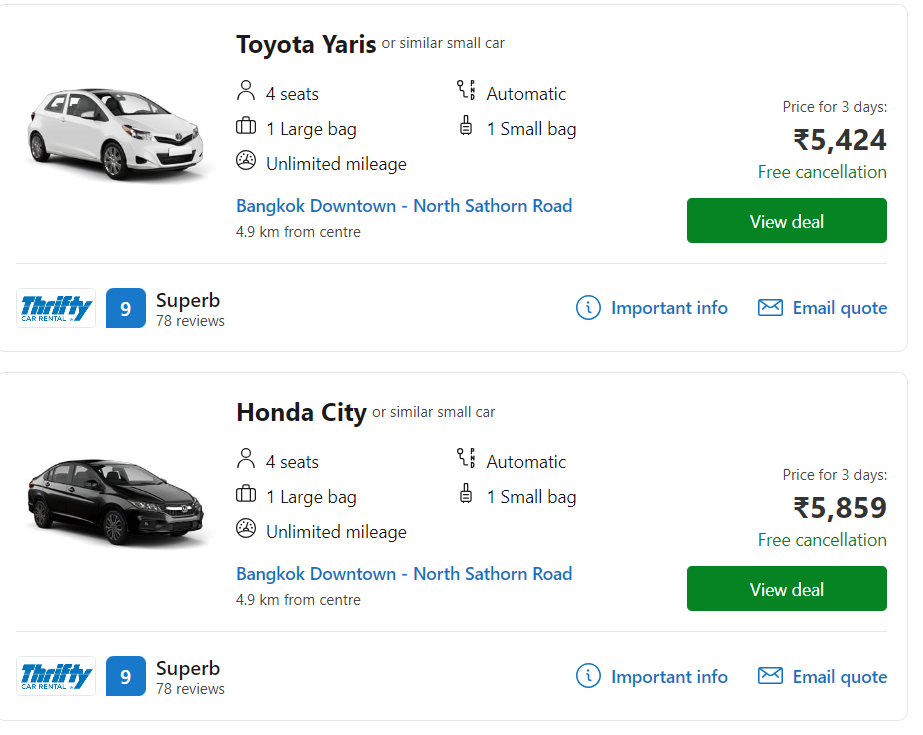 Toyota Yaris or similar small car
4 seats
Automatic
1 Large bag
1 Small bag
Unlimited mileage
Bangkok Downtown - North Sathorn Road
4.9 km from centre
Price for 3 days:
₹5,424
Free cancellation
View deal
Thrifty
CAR RENTAL
9
Superb
78 reviews
Important info
Email quote
Honda City or similar small car
4 seats
Automatic
1 Large bag
1 Small bag
Unlimited mileage
Bangkok Downtown - North Sathorn Road
4.9 km from centre
Price for 3 days:
₹5,859
Free cancellation
View deal
Thrifty
CAR RENTAL
9
Superb
78 reviews
Important info
Email quote